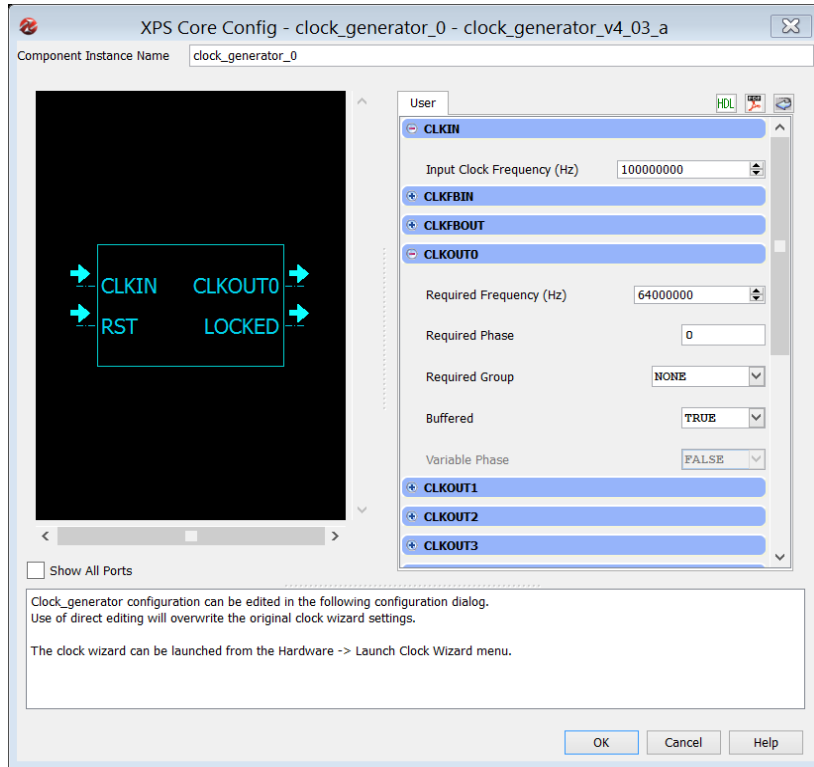 XPS Core Config - clock_generator_0 - clock_generator_v4_03_a
Component Instance Name clock_generator_0
User
HDL
PDF
CLKIN
Input Clock Frequency (Hz) 100000000
CLKFBIN
CLKFBOUT
CLKOUT0
Required Frequency (Hz) 64000000
Required Phase 0
Required Group NONE
Buffered TRUE
Variable Phase FALSE
CLKOUT1
CLKOUT2
CLKOUT3
CLKIN CLKOUT0
RST LOCKED
Show All Ports
Clock_generator configuration can be edited in the following configuration dialog.
Use of direct editing will overwrite the original clock wizard settings.
The clock wizard can be launched from the Hardware -> Launch Clock Wizard menu.
OK Cancel Help